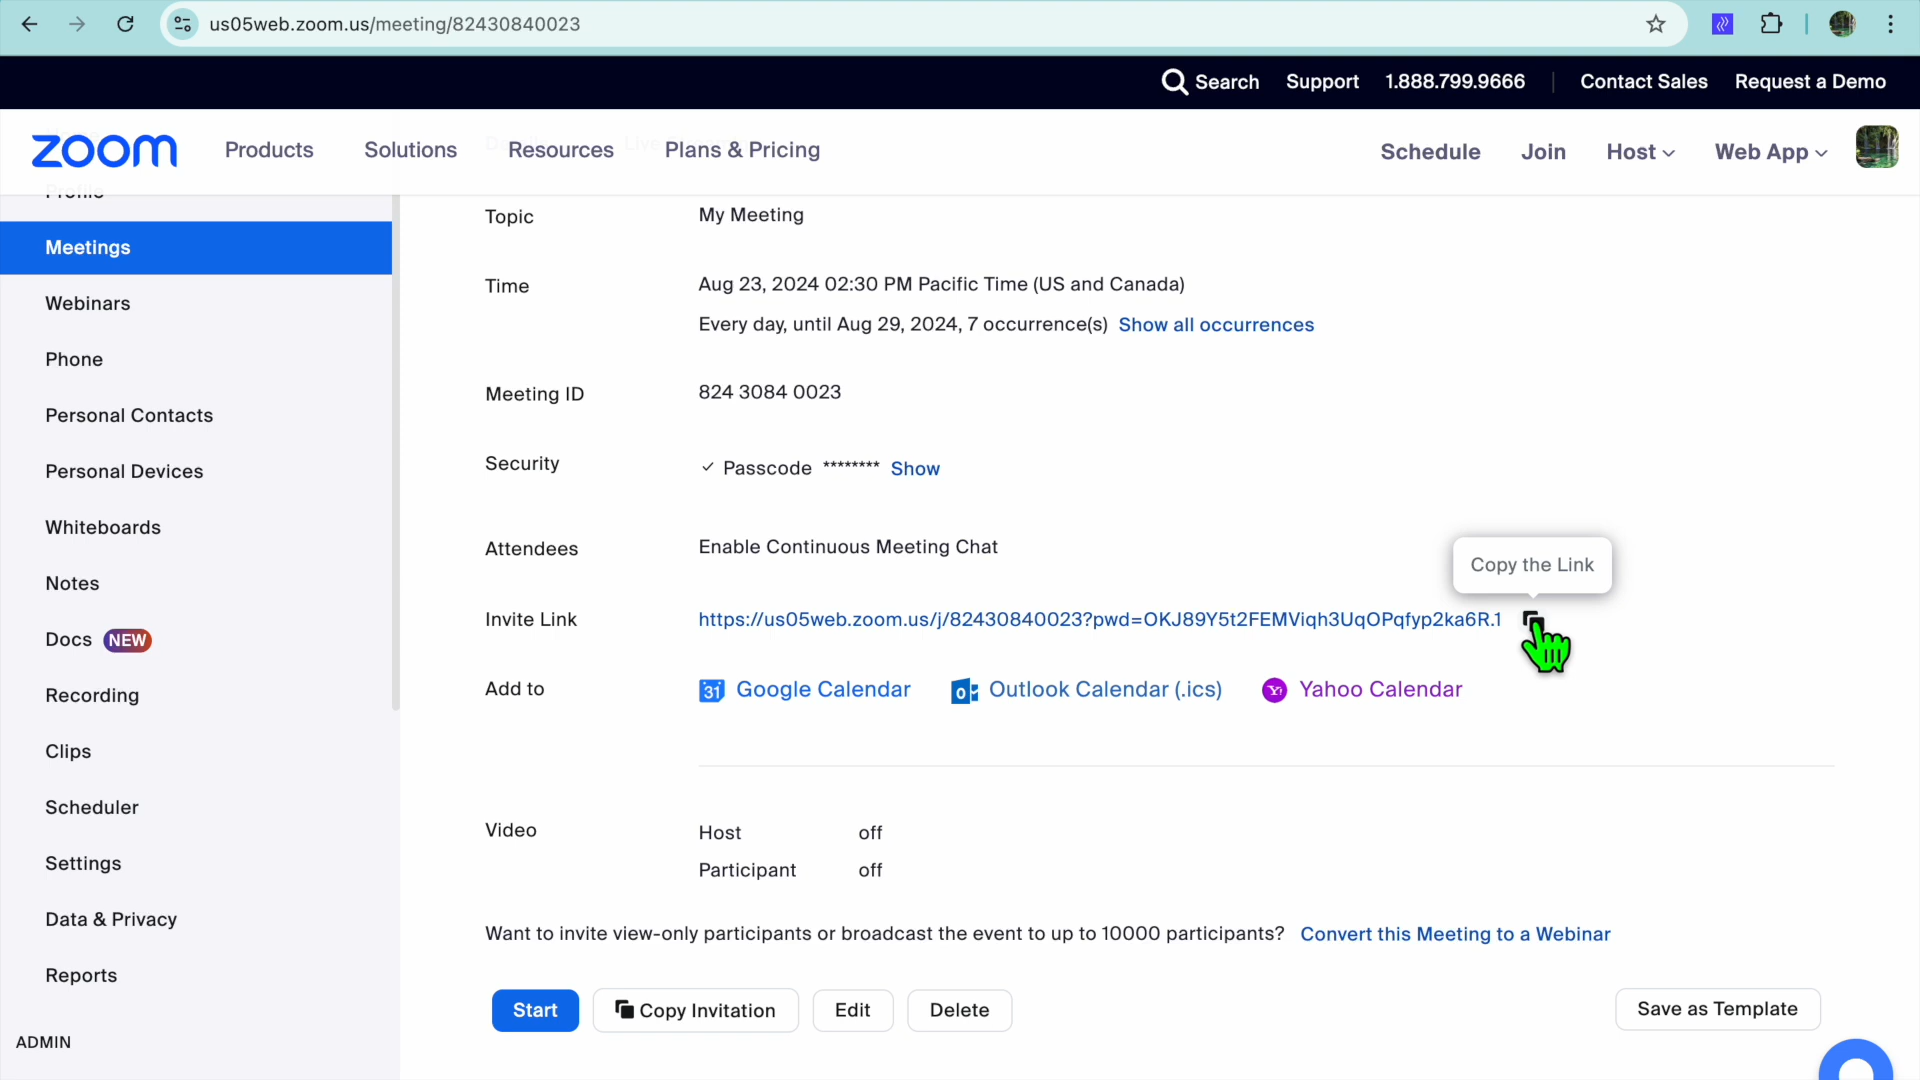 us05web.zoom.us/meeting/82430840023
Search Support 1.888.799.9666 Contact Sales Request a Demo
zoom Products Solutions Resources Plans & Pricing Schedule Join Host Web App
Profile
Meetings
Webinars
Phone
Personal Contacts
Personal Devices
Whiteboards
Notes
Docs NEW
Recording
Clips
Scheduler
Settings
Data & Privacy
Reports
ADMIN
Topic My Meeting
Time Aug 23, 2024 02:30 PM Pacific Time (US and Canada)
Every day, until Aug 29, 2024, 7 occurrence(s) Show all occurrences
Meeting ID 824 3084 0023
Security Passcode ******** Show
Attendees Enable Continuous Meeting Chat
Copy the Link
Invite Link https://us05web.zoom.us/j/82430840023?pwd=OKJ89Y5t2FEMViqh3UqOPqfyp2ka6R.1
Add to 31 Google Calendar Outlook Calendar (.ics) Yahoo Calendar
Video Host off
Participant off
Want to invite view-only participants or broadcast the event to up to 10000 participants? Convert this Meeting to a Webinar
Start Copy Invitation Edit Delete Save as Template